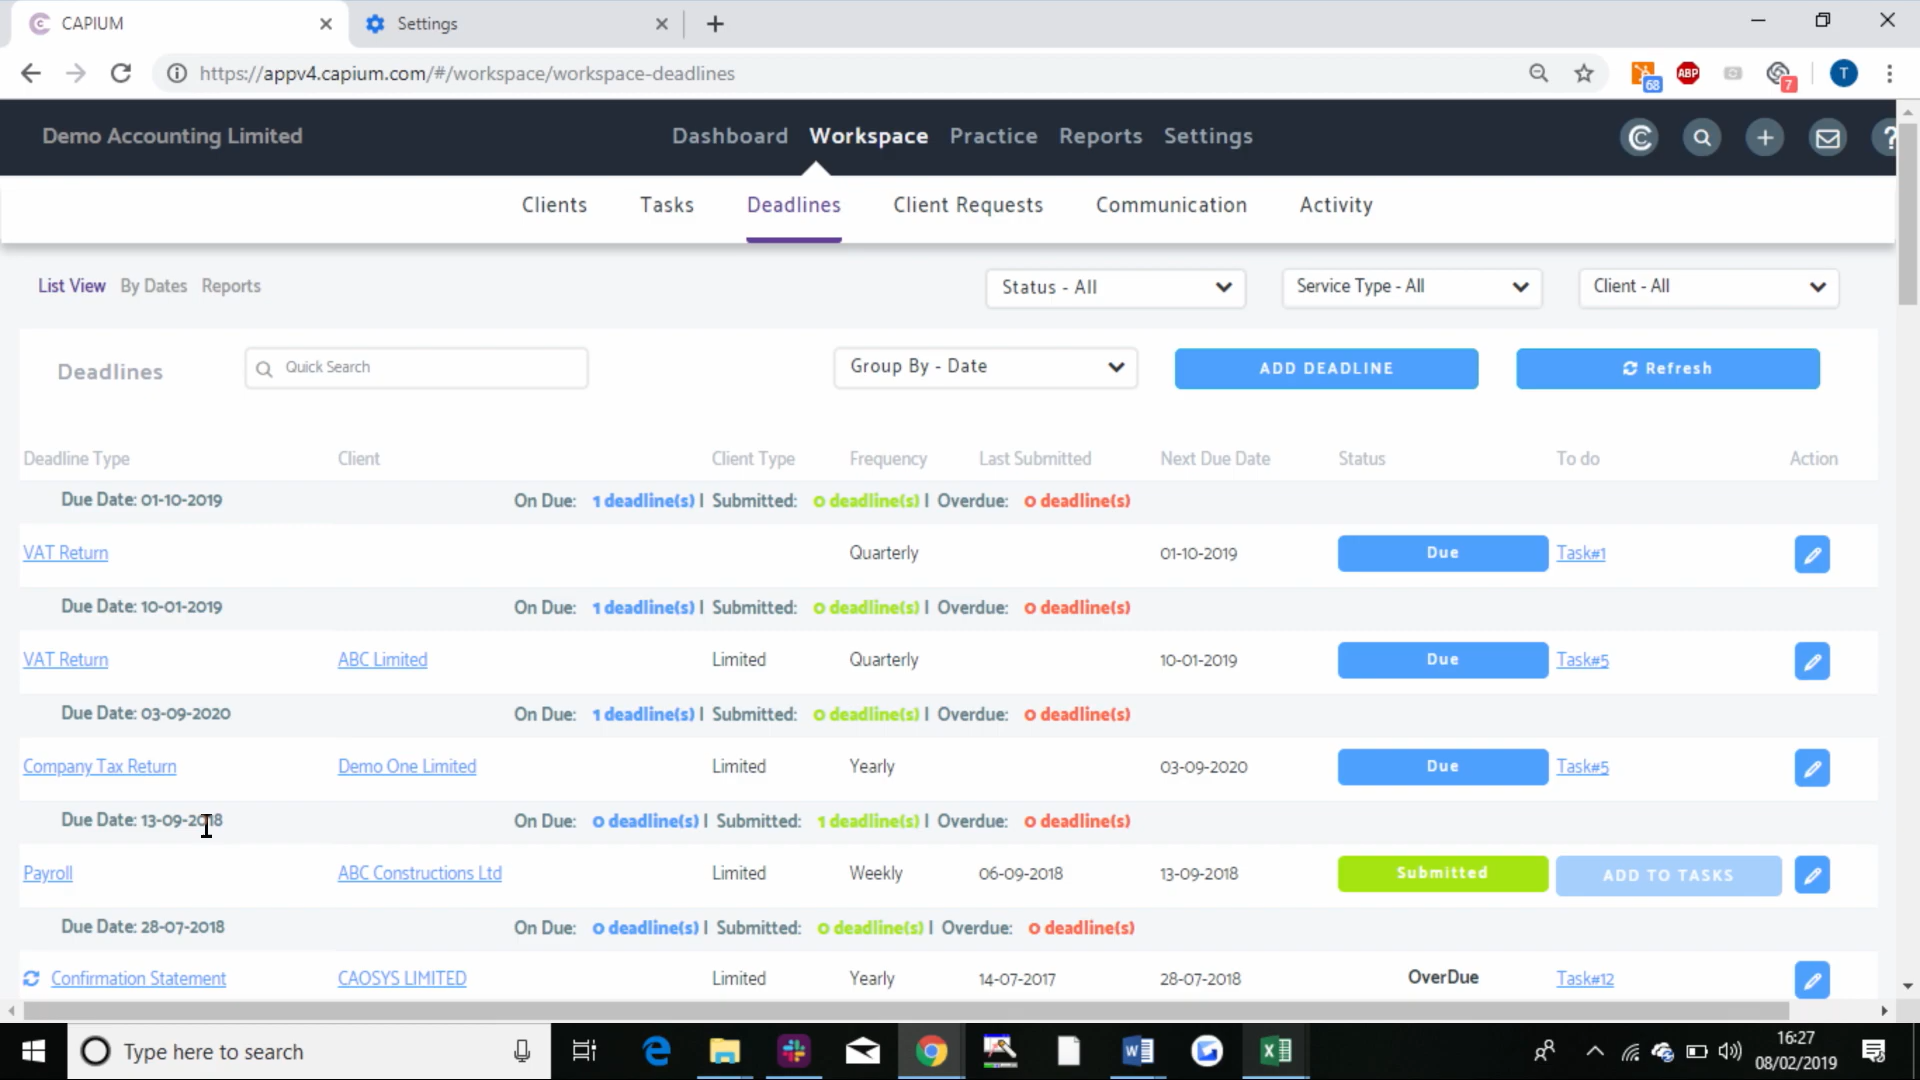 CAPIUM
Settings
https://appv4.capium.com/#/workspace/workspace-deadlines
68
ABP
7
T
Demo Accounting Limited
Dashboard Workspace Practice Reports Settings
C
?
Clients Tasks Deadlines Client Requests Communication Activity
List View By Dates Reports
Status - All
Service Type - All
Client - All
Deadlines
Quick Search
Group By - Date
ADD DEADLINE
Refresh
Deadline Type Client Client Type Frequency Last Submitted Next Due Date Status To do Action
Due Date: 01-10-2019 On Due: 1 deadline(s) | Submitted: 0 deadline(s) | Overdue: 0 deadline(s)
VAT Return Quarterly 01-10-2019 Due Task#1
Due Date: 10-01-2019 On Due: 1 deadline(s) | Submitted: 0 deadline(s) | Overdue: 0 deadline(s)
VAT Return ABC Limited Limited Quarterly 10-01-2019 Due Task#5
Due Date: 03-09-2020 On Due: 1 deadline(s) | Submitted: 0 deadline(s) | Overdue: 0 deadline(s)
Company Tax Return Demo One Limited Limited Yearly 03-09-2020 Due Task#5
Due Date: 13-09-2018 On Due: 0 deadline(s) | Submitted: 1 deadline(s) | Overdue: 0 deadline(s)
Payroll ABC Constructions Ltd Limited Weekly 06-09-2018 13-09-2018 Submitted ADD TO TASKS
Due Date: 28-07-2018 On Due: 0 deadline(s) | Submitted: 0 deadline(s) | Overdue: 0 deadline(s)
Confirmation Statement CAOSYS LIMITED Limited Yearly 14-07-2017 28-07-2018 OverDue Task#12
Type here to search
16:27
08/02/2019